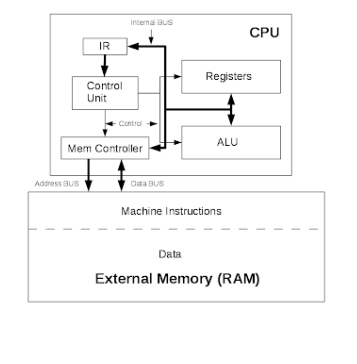 Internal BUS
CPU
IR
Registers
Control
Unit
Control
ALU
Mem Controller
Address BUS
Data BUS
Machine Instructions
Data
External Memory (RAM)